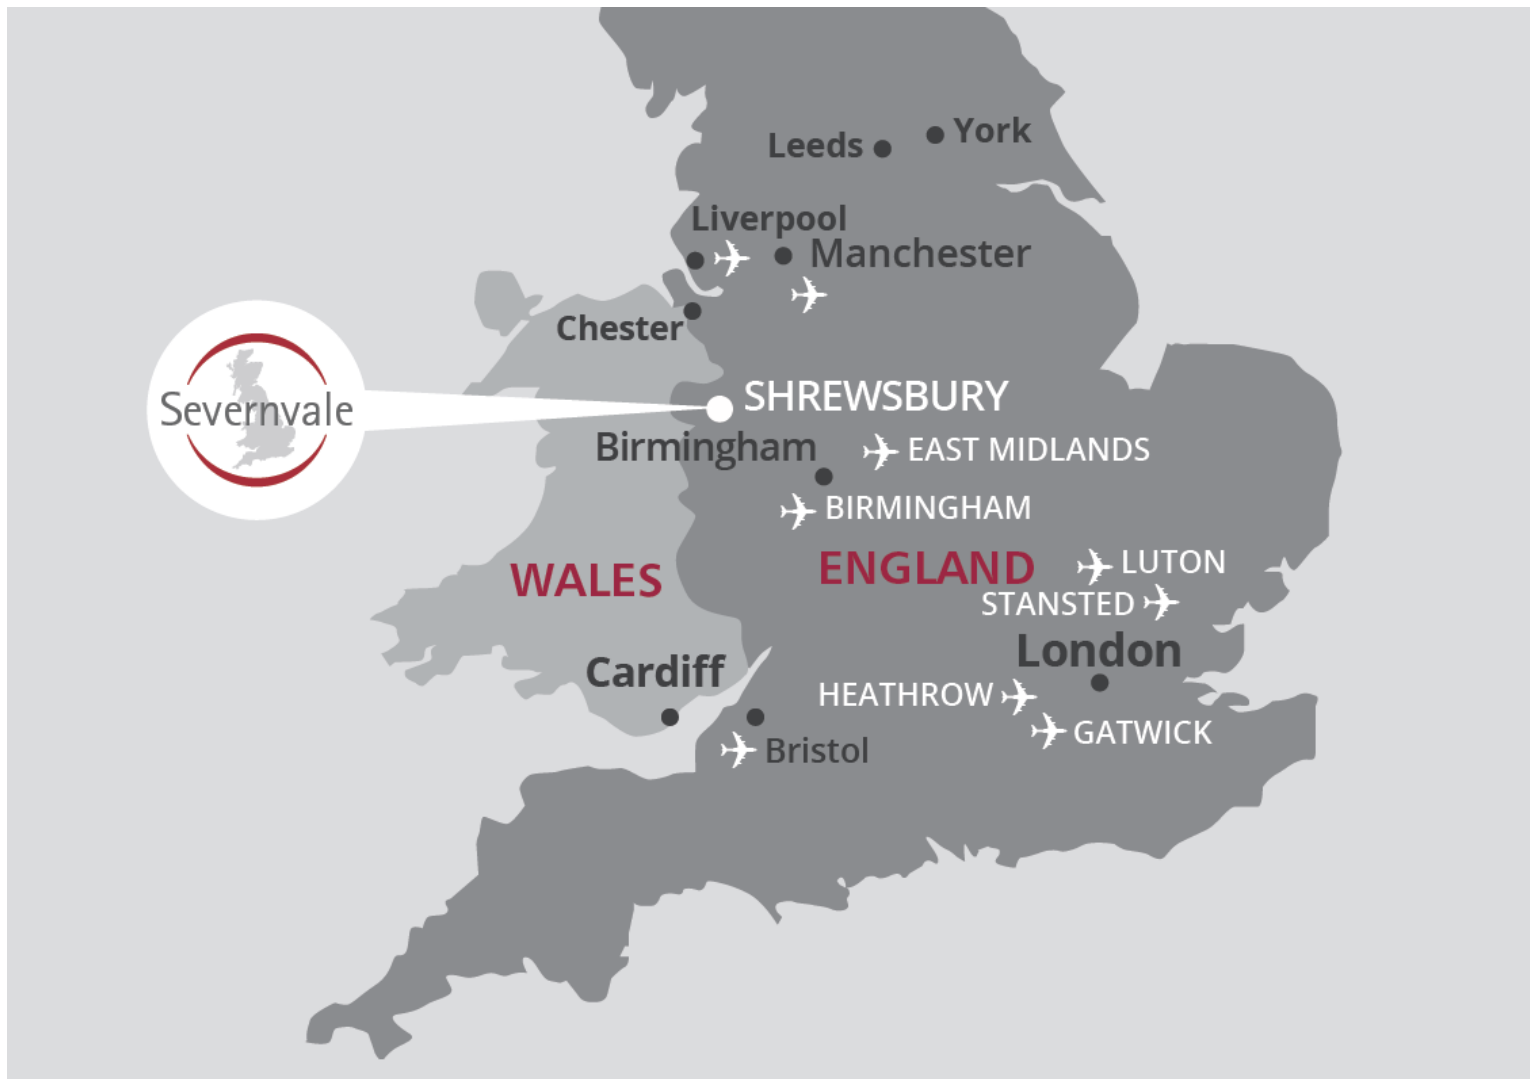 York
Leeds
Liverpool
Manchester
Chester
SHREWSBURY
Severnvale
Birmingham
EAST MIDLANDS
BIRMINGHAM
LUTON
ENGLAND
WALES
STANSTED
London
Cardiff
HEATHROW
GATWICK
Bristol